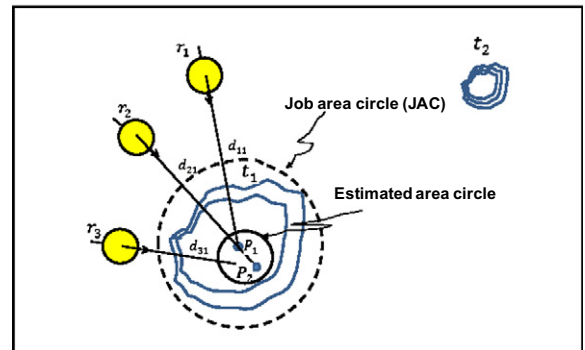 r₁
t₂
Job area circle (JAC)
r₂
d₁₁
d₂₁
t₁
Estimated area circle
r₃
d₃₁
P₁
P₂